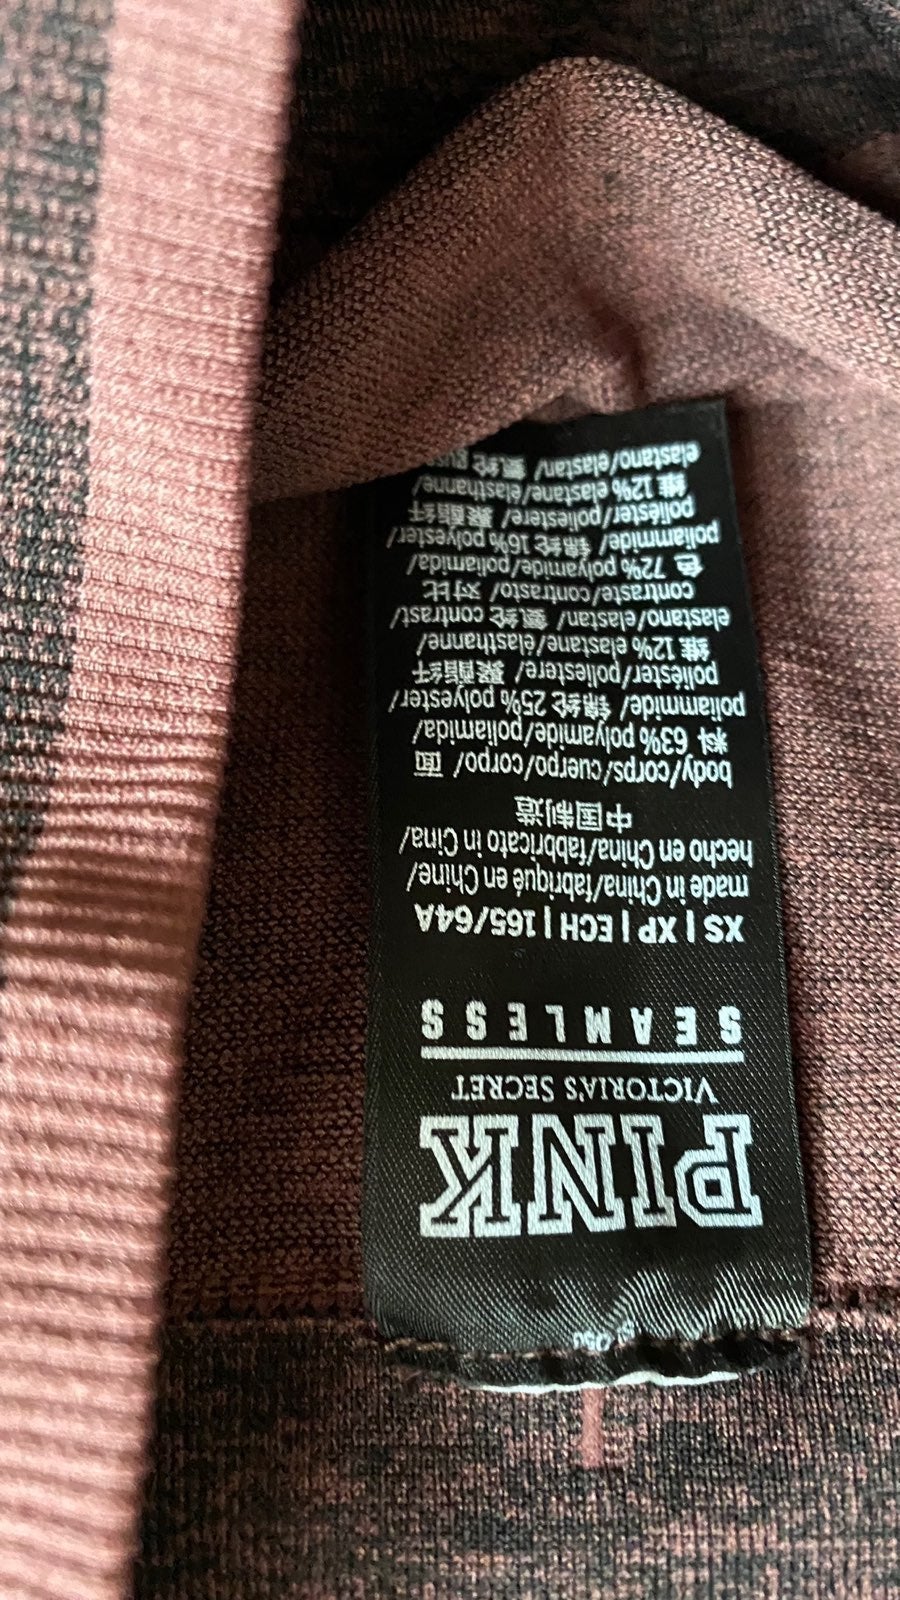 PINK
VICTORIA'S SECRET
SEAMLESS
XS | XP | ECH | 165/64A
made in China/fabriqué en Chine/
hecho en China/fabbricato in Cina/
中国制造
body/corps/cuerpo/corpo/ 面
料 63% polyamide/poliamida/
poliammide/ 锦纶 25% polyester/
poliéster/poliestere/ 聚酯纤
维 12% elastane/élasthanne/
elastano/elastan/ 氨纶 contrast/
contraste/contrasto/ 对比
色 72% polyamide/poliamida/
poliammide/ 锦纶 16% polyester/
poliéster/poliestere/ 聚酯纤
维 12% elastane/élasthanne/
elastano/elastan/ 氨纶